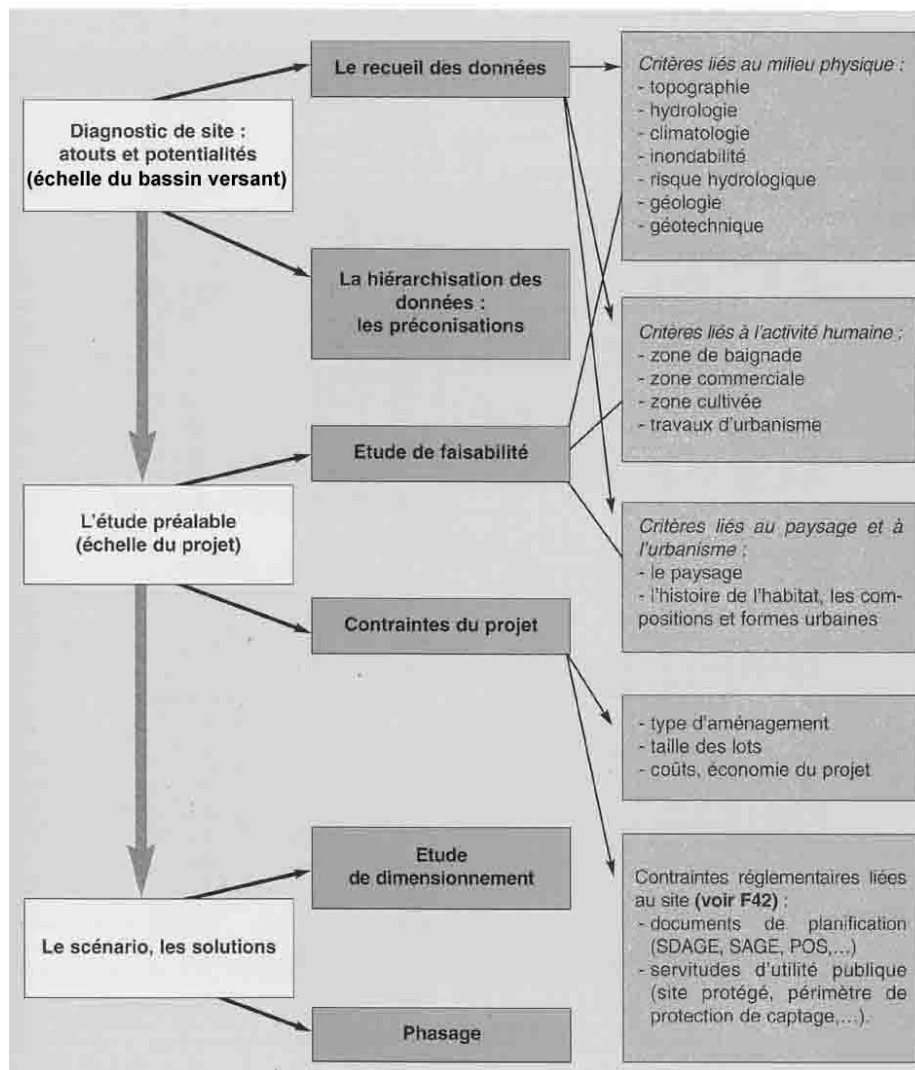 Diagnostic de site :
atouts et potentialités
(échelle du bassin versant)
Le recueil des données
La hiérarchisation des
données :
les préconisations
Critères liés au milieu physique :
- topographie
- hydrologie
- climatologie
- inondabilité
- risque hydrologique
- géologie
- géotechnique
Critères liés à l'activité humaine :
- zone de baignade
- zone commerciale
- zone cultivée
- travaux d'urbanisme
L'étude préalable
(échelle du projet)
Etude de faisabilité
Contraintes du projet
Critères liés au paysage et à
l'urbanisme :
- le paysage
- l'histoire de l'habitat, les com-
positions et formes urbaines
- type d'aménagement
- taille des lots
- coûts, économie du projet
Le scénario, les solutions
Etude
de dimensionnement
Phasage
Contraintes réglementaires liées
au site (voir F42) :
- documents de planification
(SDAGE, SAGE, POS,...)
- servitudes d'utilité publique
(site protégé, périmètre de
protection de captage,...).